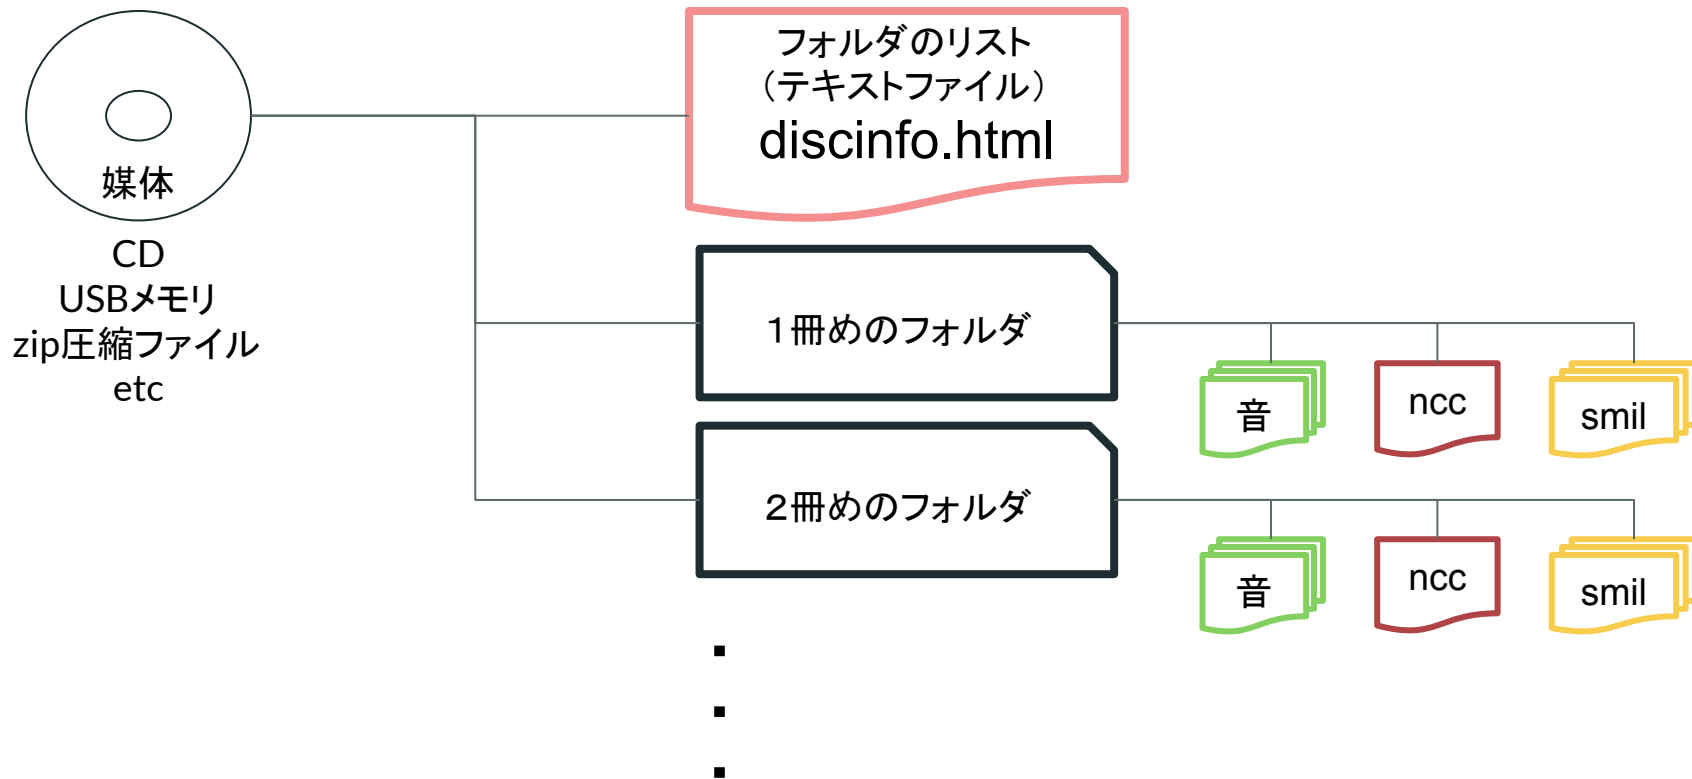 媒体
CD
USBメモリ
zip圧縮ファイル
etc
フォルダのリスト
（テキストファイル）
discinfo.html
１冊めのフォルダ
音
ncc
smil
２冊めのフォルダ
音
ncc
smil